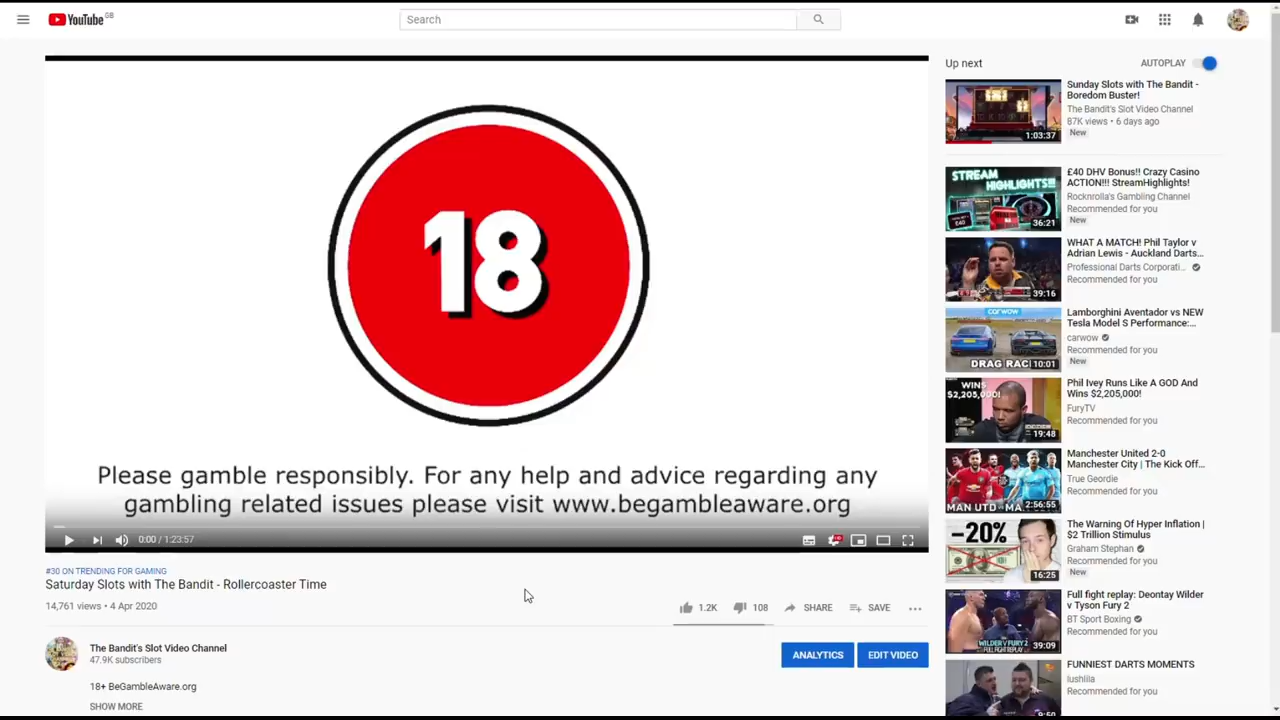 YouTube GB
Search
18
Please gamble responsibly. For any help and advice regarding any
gambling related issues please visit www.begambleaware.org
0:00 / 1:23:57
#30 ON TRENDING FOR GAMING
Saturday Slots with The Bandit - Rollercoaster Time
14,761 views • 4 Apr 2020
1.2K
108
SHARE
SAVE
The Bandit's Slot Video Channel
47.9K subscribers
ANALYTICS
EDIT VIDEO
18+ BeGambleAware.org
SHOW MORE
Up next
AUTOPLAY
1:03:37
Sunday Slots with The Bandit -
Boredom Buster!
The Bandit's Slot Video Channel
87K views • 6 days ago
New
STREAM
HIGHLIGHTS!!!
36:21
£40 DHV Bonus!! Crazy Casino
ACTION!!! StreamHighlights!
Rocknrolla's Gambling Channel
Recommended for you
New
39:16
WHAT A MATCH! Phil Taylor v
Adrian Lewis - Auckland Darts...
Professional Darts Corporati...
Recommended for you
carwow
DRAG RAC
10:01
Lamborghini Aventador vs NEW
Tesla Model S Performance:...
carwow
Recommended for you
New
WINS
$2,205,000!
19:48
Phil Ivey Runs Like A GOD And
Wins $2,205,000!
FuryTV
Recommended for you
MAN UTD
2:56:55
Manchester United 2-0
Manchester City | The Kick Off...
True Geordie
Recommended for you
-20%
16:25
The Warning Of Hyper Inflation |
$2 Trillion Stimulus
Graham Stephan
Recommended for you
New
WILDER v FURY 2
FULL FIGHT REPLAY
39:09
Full fight replay: Deontay Wilder
v Tyson Fury 2
BT Sport Boxing
Recommended for you
9:50
FUNNIEST DARTS MOMENTS
lushlila
Recommended for you